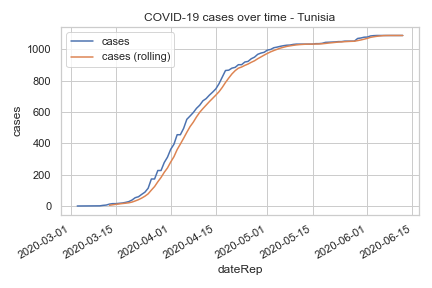 COVID-19 cases over time - Tunisia
cases
cases (rolling)
1000
800
600
400
200
0
cases
2020-03-01
2020-03-15
2020-04-01
2020-04-15
2020-05-01
2020-05-15
2020-06-01
2020-06-15
dateRep